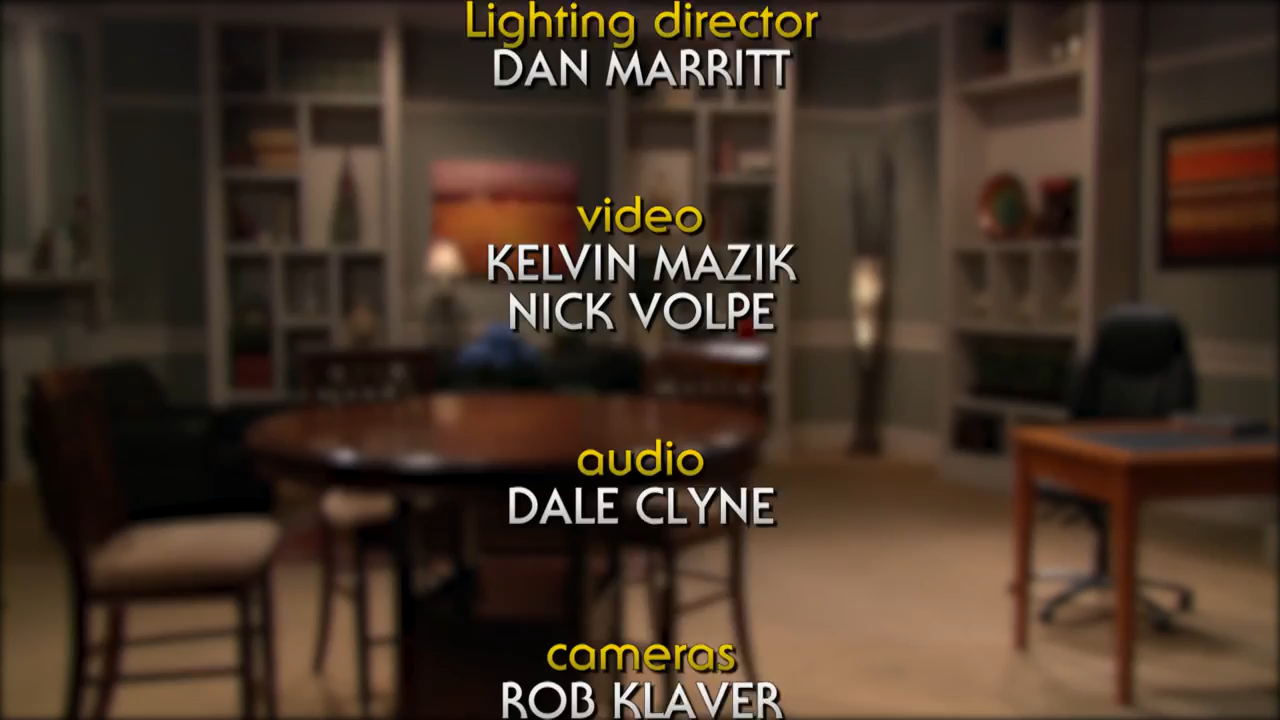 Lighting director
DAN MARRITT
video
KELVIN MAZIK
NICK VOLPE
audio
DALE CLYNE
cameras
ROB KLAVER